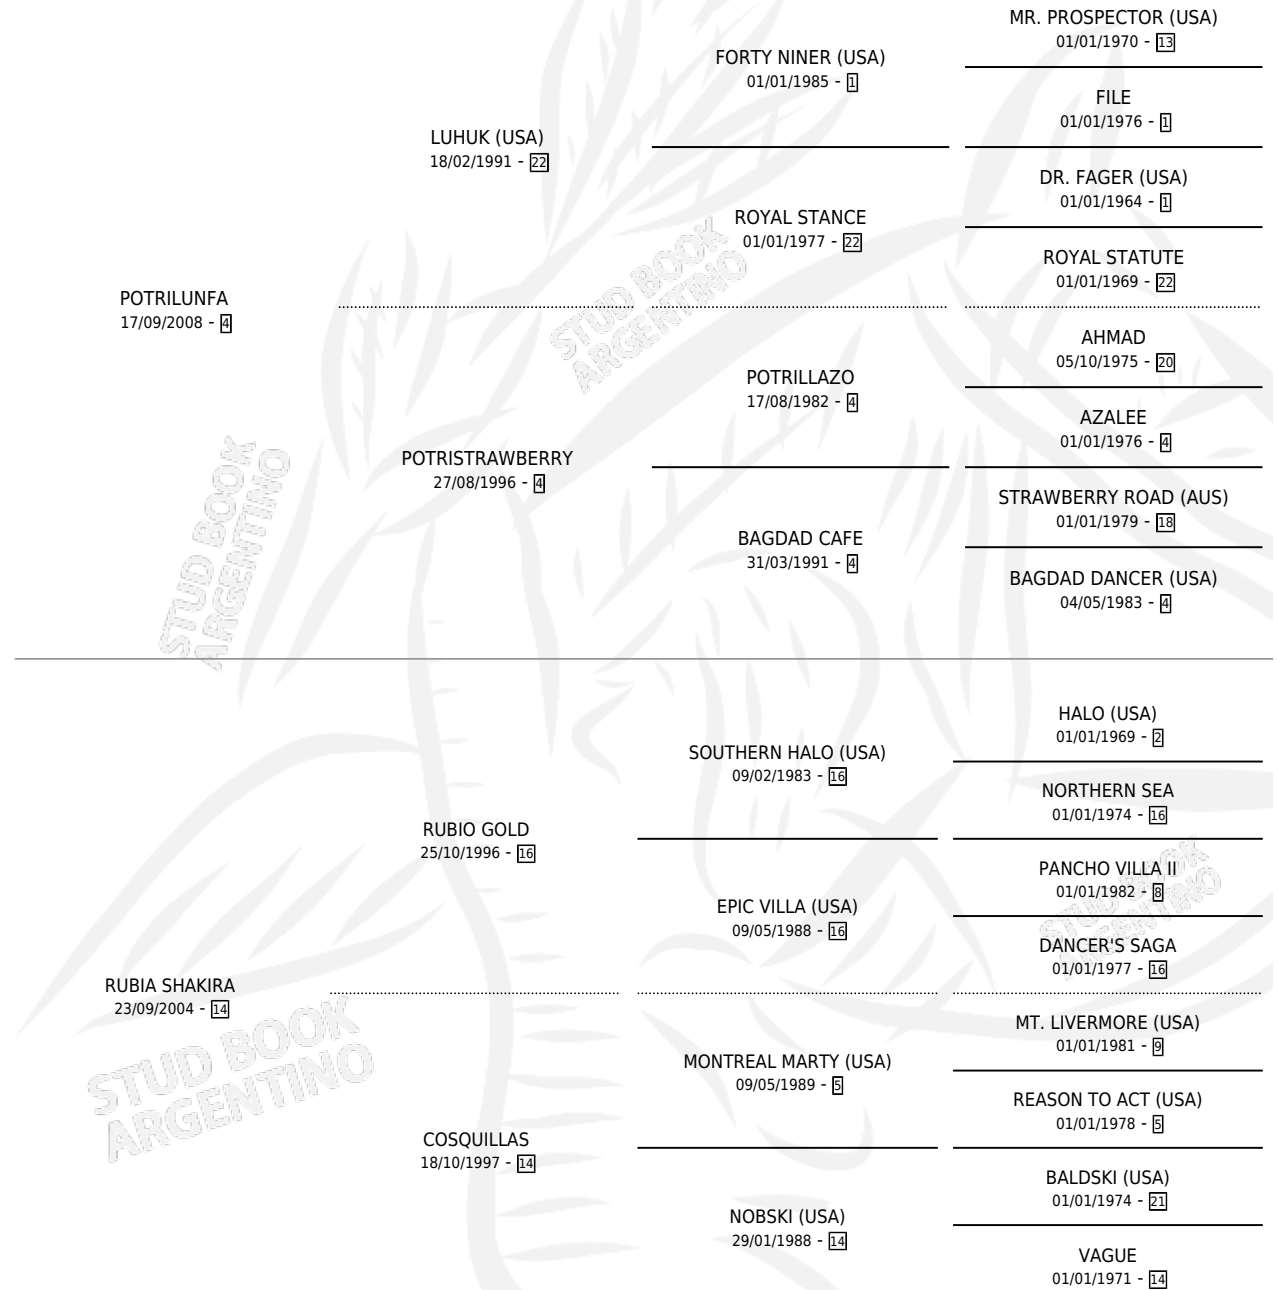 MR. PROSPECTOR (USA)
01/01/1970 - 13
FORTY NINER (USA)
01/01/1985 - 1
FILE
01/01/1976 - 1
LUHUK (USA)
18/02/1991 - 22
DR. FAGER (USA)
01/01/1964 - 1
ROYAL STANCE
01/01/1977 - 22
ROYAL STATUTE
01/01/1969 - 22
POTRILUNFA
17/09/2008 - 4
AHMAD
05/10/1975 - 20
POTRILLAZO
17/08/1982 - 4
AZALEE
01/01/1976 - 4
POTRISTRAWBERRY
27/08/1996 - 4
STRAWBERRY ROAD (AUS)
01/01/1979 - 18
BAGDAD CAFE
31/03/1991 - 4
BAGDAD DANCER (USA)
04/05/1983 - 4
HALO (USA)
01/01/1969 - 2
SOUTHERN HALO (USA)
09/02/1983 - 16
NORTHERN SEA
01/01/1974 - 16
RUBIO GOLD
25/10/1996 - 16
PANCHO VILLA II
01/01/1982 - 8
EPIC VILLA (USA)
09/05/1988 - 16
DANCER'S SAGA
01/01/1977 - 16
RUBIA SHAKIRA
23/09/2004 - 14
MT. LIVERMORE (USA)
01/01/1981 - 9
MONTREAL MARTY (USA)
09/05/1989 - 5
REASON TO ACT (USA)
01/01/1978 - 5
COSQUILLAS
18/10/1997 - 14
BALDSKI (USA)
01/01/1974 - 21
NOBSKI (USA)
29/01/1988 - 14
VAGUE
01/01/1971 - 14
STUD BOOK
ARGENTINO
STUD BOOK
ARGENTINO
STUD BOOK
ARGENTINO
STUD BOOK
ARGENTINO